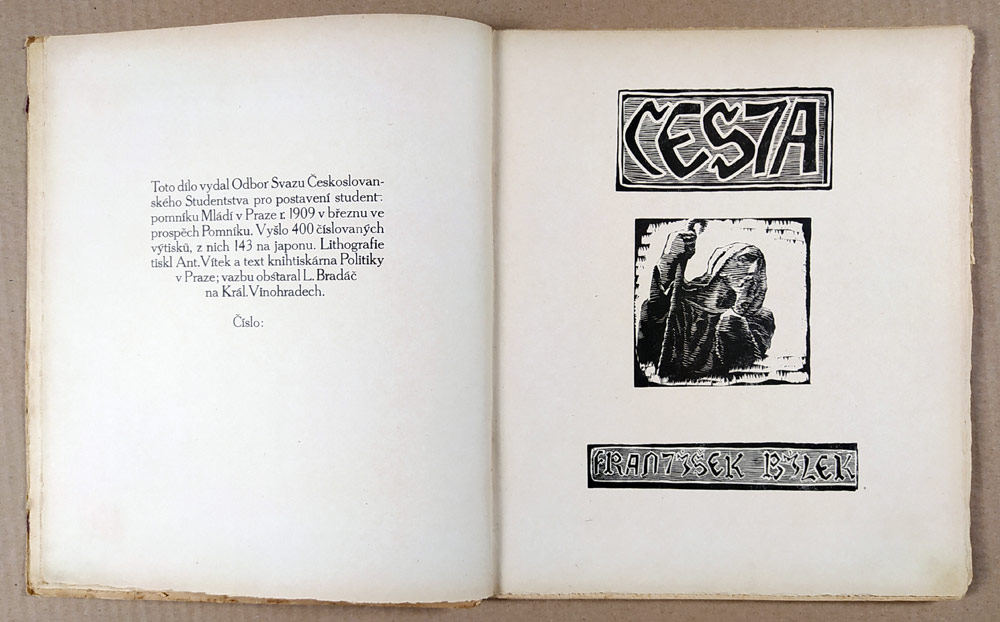 Toto dílo vydal Odbor Svazu Československého
Studentstva pro postavení student.
pomníku Mládí v Praze r. 1909 v březnu ve
prospěch Pomníku. Vyšlo 400 číslovaných
výtisků, z nich 143 na japonu. Lithografie
tiskl Ant. Vítek a text knihtiskárna Politiky
v Praze; vazbu obstaral L. Bradáč
na Král. Vinohradech.
Číslo:
CESTA
FRANTIŠEK BÍLEK